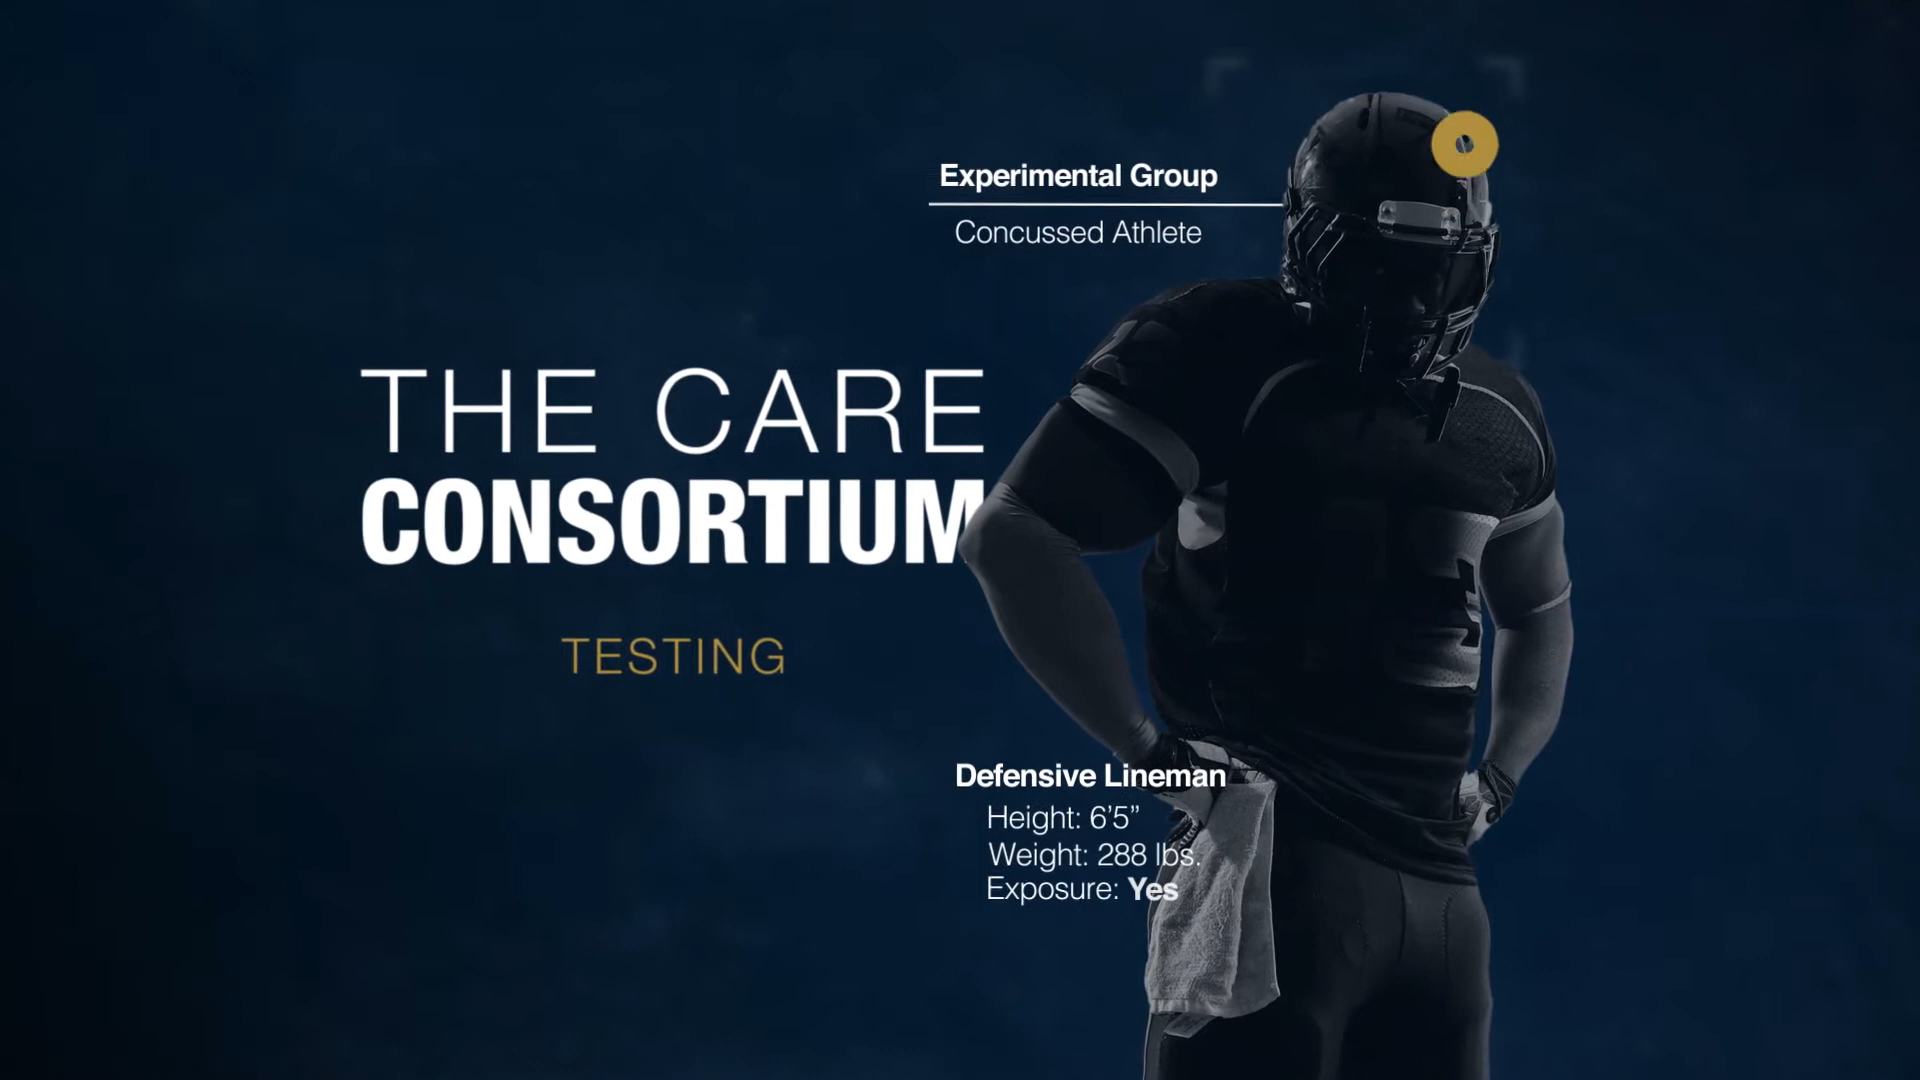 Experimental Group
Concussed Athlete
THE CARE
CONSORTIUM
TESTING
Defensive Lineman
Height: 6’5”
Weight: 288 lbs.
Exposure: Yes